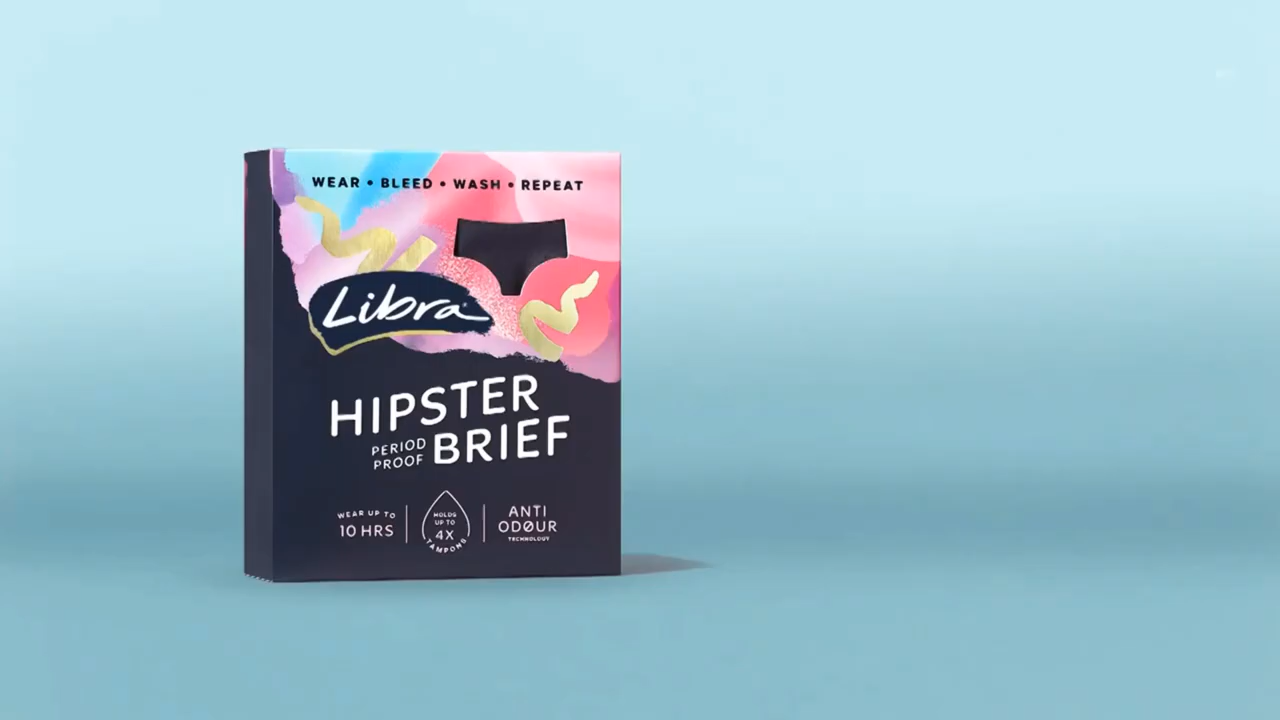 WEAR • BLEED • WASH • REPEAT
Libra
HIPSTER
PERIOD PROOF BRIEF
WEAR UP TO
10 HRS
HOLDS
UP TO
4X
TAMPONS
ANTI
ODØUR
TECHNOLOGY